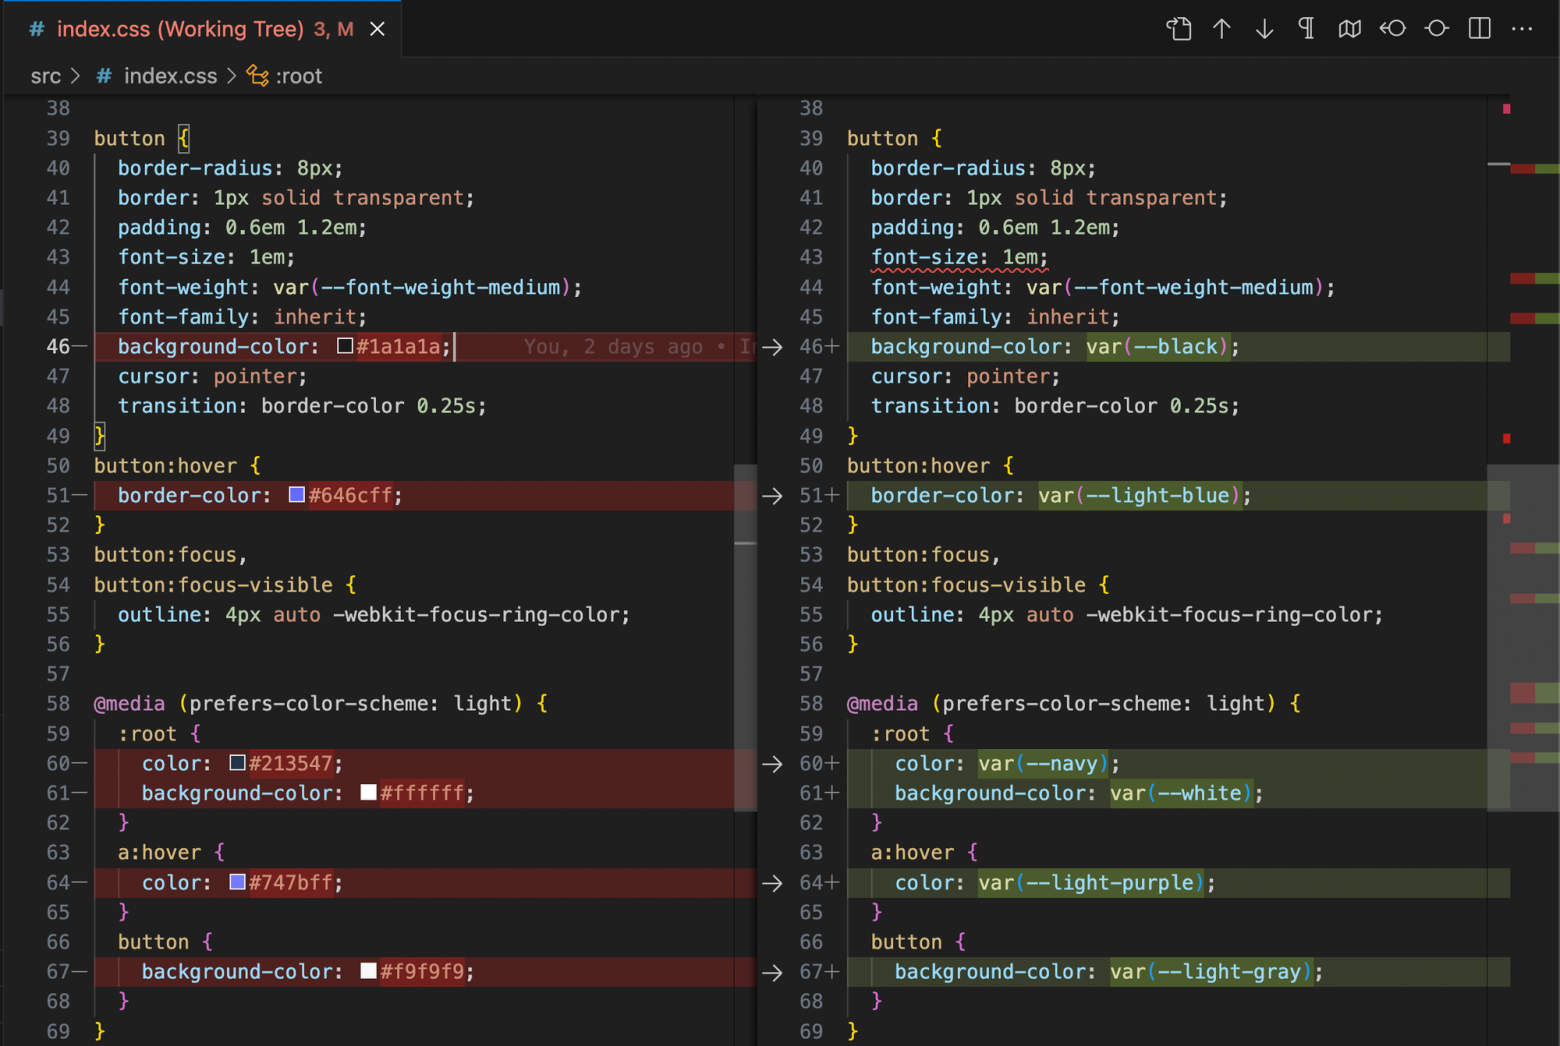 # index.css (Working Tree) 3, M
src > # index.css > :root
38
39 button {
40 border-radius: 8px;
41 border: 1px solid transparent;
42 padding: 0.6em 1.2em;
43 font-size: 1em;
44 font-weight: var(--font-weight-medium);
45 font-family: inherit;
46— background-color: #1a1a1a; You, 2 days ago • In
47 cursor: pointer;
48 transition: border-color 0.25s;
49 }
50 button:hover {
51— border-color: #646cff;
52 }
53 button:focus,
54 button:focus-visible {
55 outline: 4px auto -webkit-focus-ring-color;
56 }
57
58 @media (prefers-color-scheme: light) {
59 :root {
60— color: #213547;
61— background-color: #ffffff;
62 }
63 a:hover {
64— color: #747bff;
65 }
66 button {
67— background-color: #f9f9f9;
68 }
69 }
38
39 button {
40 border-radius: 8px;
41 border: 1px solid transparent;
42 padding: 0.6em 1.2em;
43 font-size: 1em;
44 font-weight: var(--font-weight-medium);
45 font-family: inherit;
46+ background-color: var(--black);
47 cursor: pointer;
48 transition: border-color 0.25s;
49 }
50 button:hover {
51+ border-color: var(--light-blue);
52 }
53 button:focus,
54 button:focus-visible {
55 outline: 4px auto -webkit-focus-ring-color;
56 }
57
58 @media (prefers-color-scheme: light) {
59 :root {
60+ color: var(--navy);
61+ background-color: var(--white);
62 }
63 a:hover {
64+ color: var(--light-purple);
65 }
66 button {
67+ background-color: var(--light-gray);
68 }
69 }